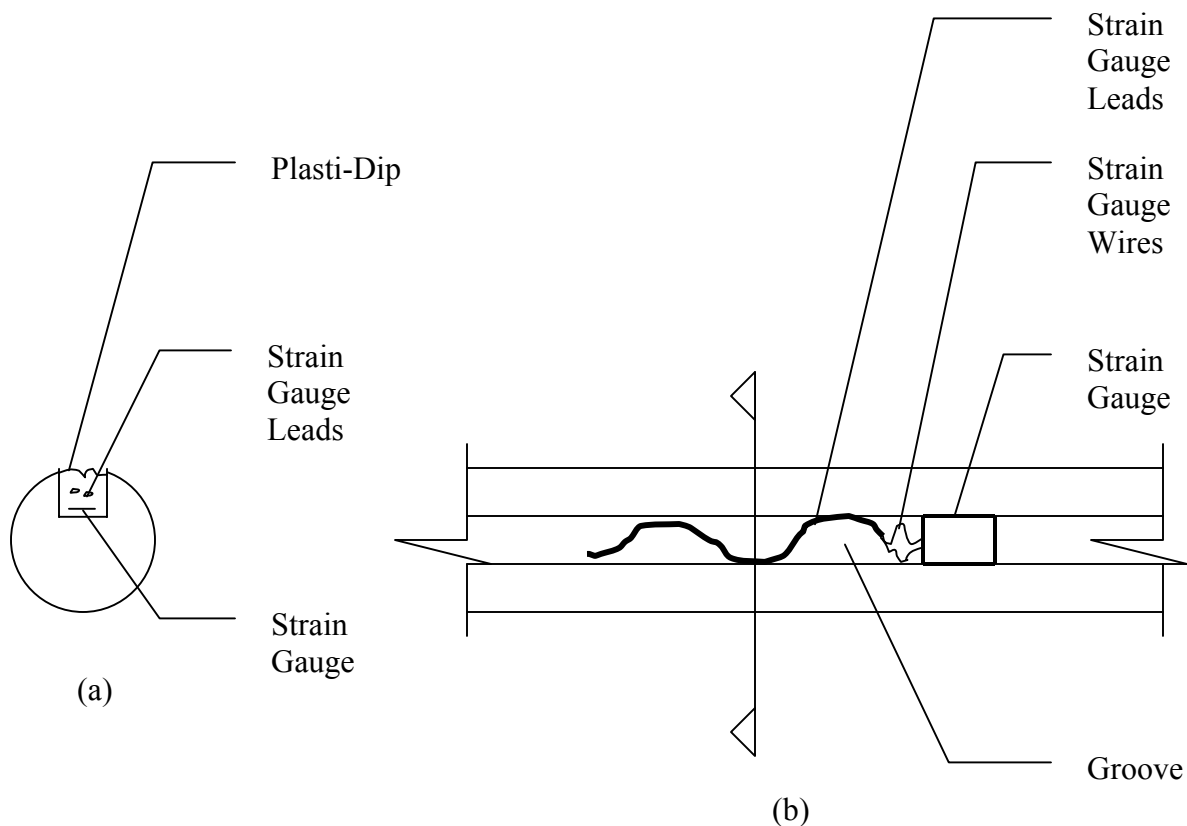 Plasti-Dip
Strain
Gauge
Leads
Strain
Gauge
(a)
Strain
Gauge
Leads
Strain
Gauge
Wires
Strain
Gauge
Groove
(b)